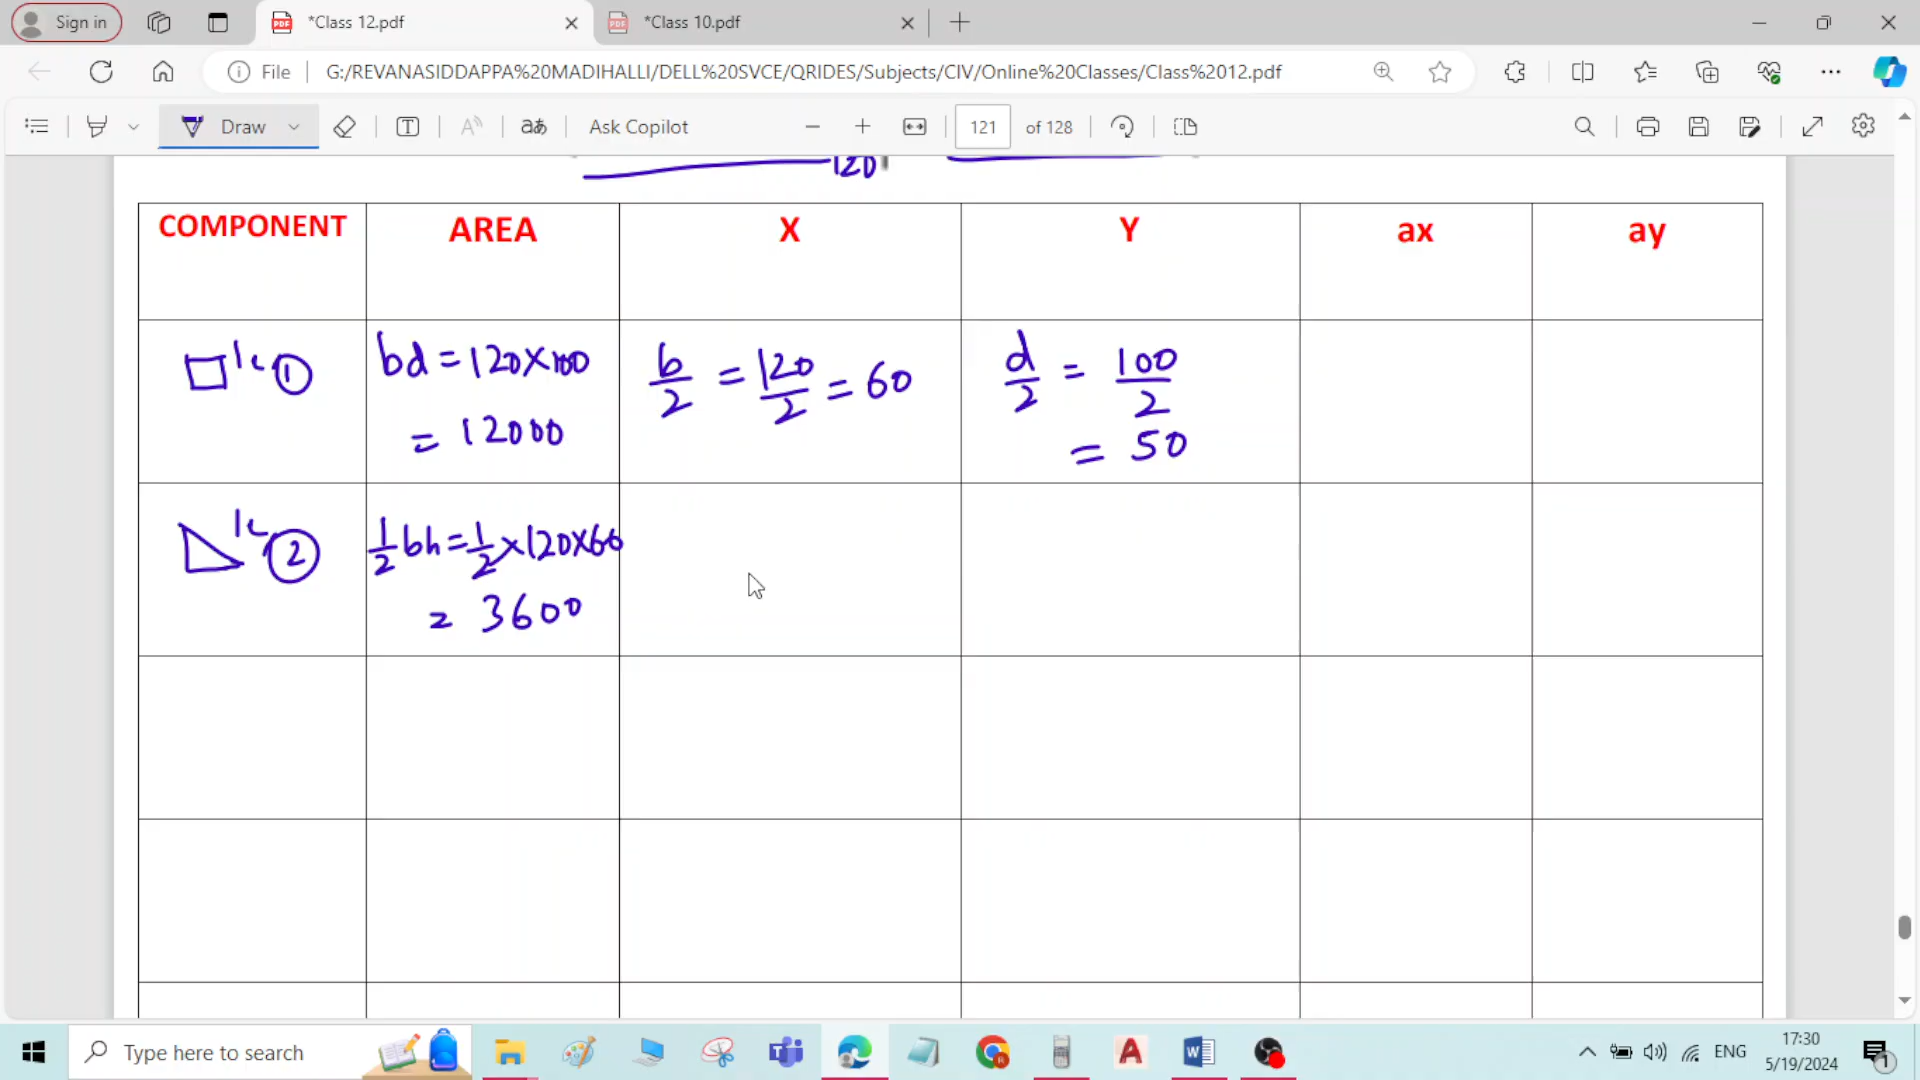 Sign in
*Class 12.pdf
*Class 10.pdf
File G:/REVANASIDDAPPA%20MADIHALLI/DELL%20SVCE/QRIDES/Subjects/CIV/Online%20Classes/Class%2012.pdf
Draw
Ask Copilot
121 of 128
120
COMPONENT AREA X Y ax ay
1c ① bd = 120×100 b/2 = 120/2 = 60 d/2 = 100/2
= 12000 = 50
1c ② 1/2 bh = 1/2 × 120×60
= 3600
Type here to search
ENG
17:30
5/19/2024
1